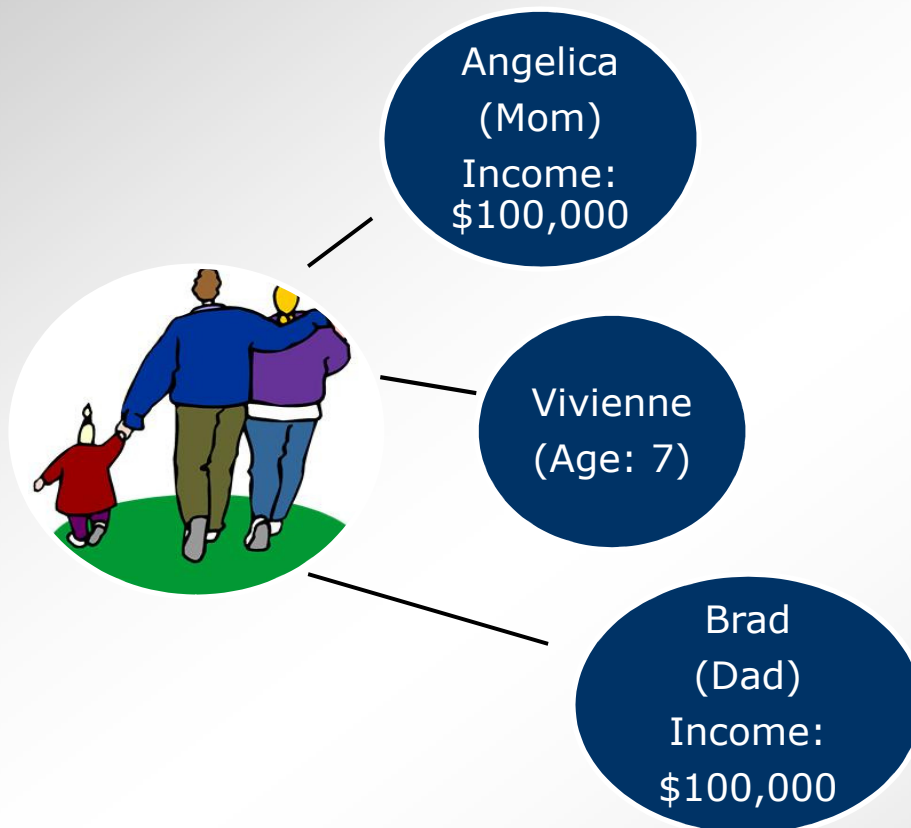 Angelica
(Mom)
Income:
$100,000
Vivienne
(Age: 7)
Brad
(Dad)
Income:
$100,000